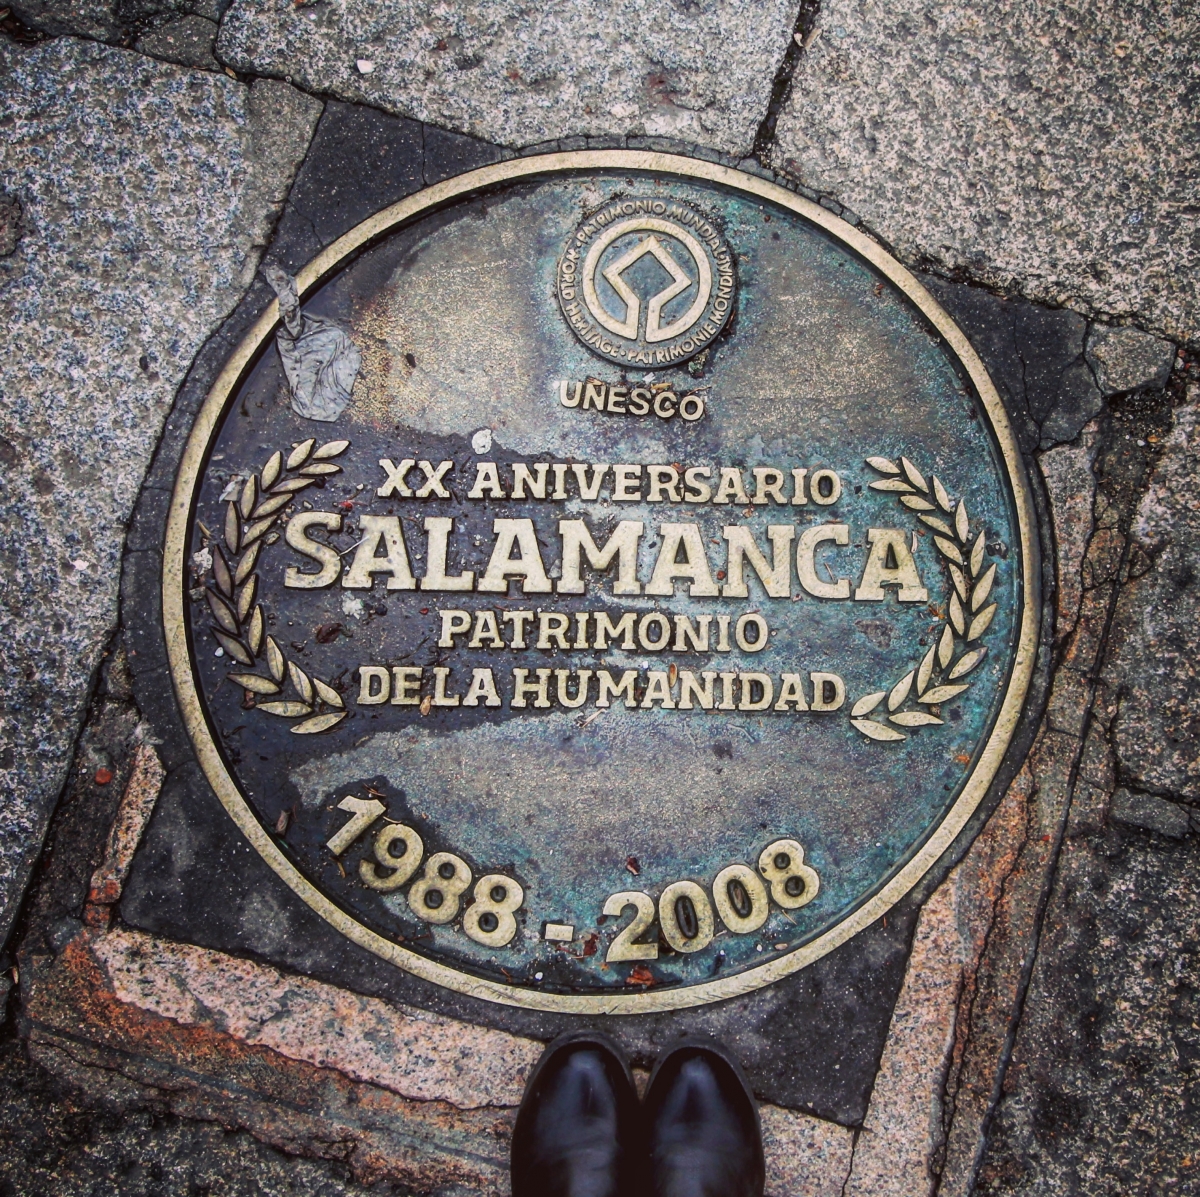 PATRIMONIO MUNDIAL
WORLD HERITAGE • PATRIMOINE MONDIAL
UNESCO
XX ANIVERSARIO
SALAMANCA
PATRIMONIO
DE LA HUMANIDAD
1988 - 2008